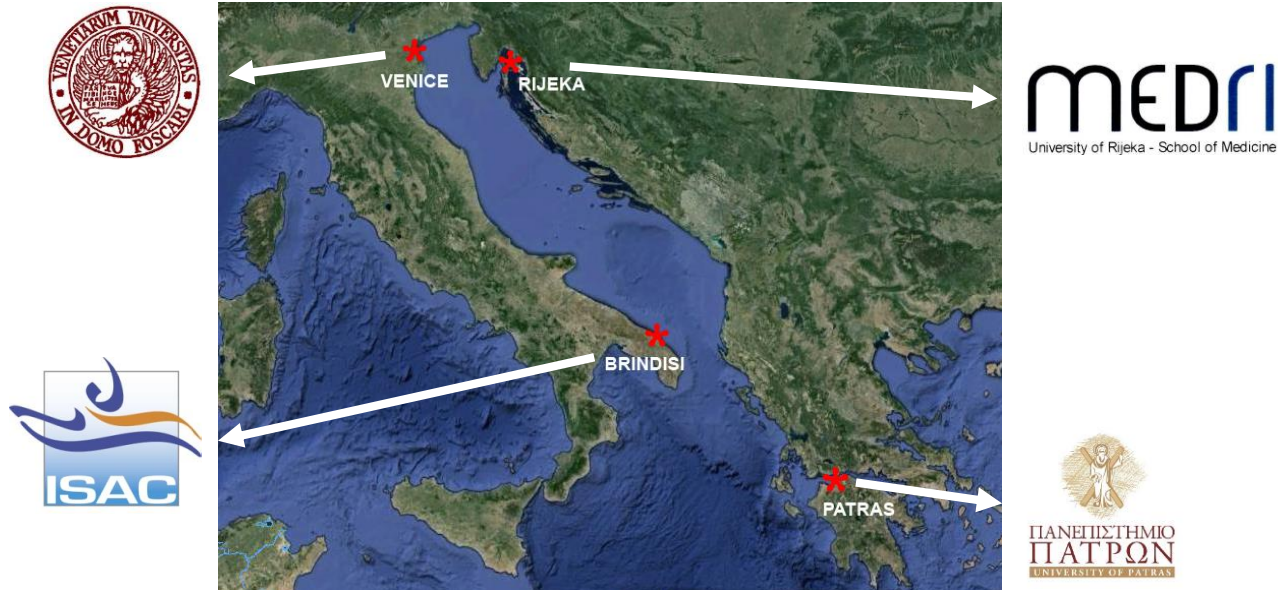 VENETIARVM VNIVERSITAS
IN DOMO FOSCARI
VENICE
RIJEKA
MEDRI
University of Rijeka - School of Medicine
BRINDISI
ISAC
PATRAS
ΠΑΝΕΠΙΣΤΗΜΙΟ
ΠΑΤΡΩΝ
UNIVERSITY OF PATRAS